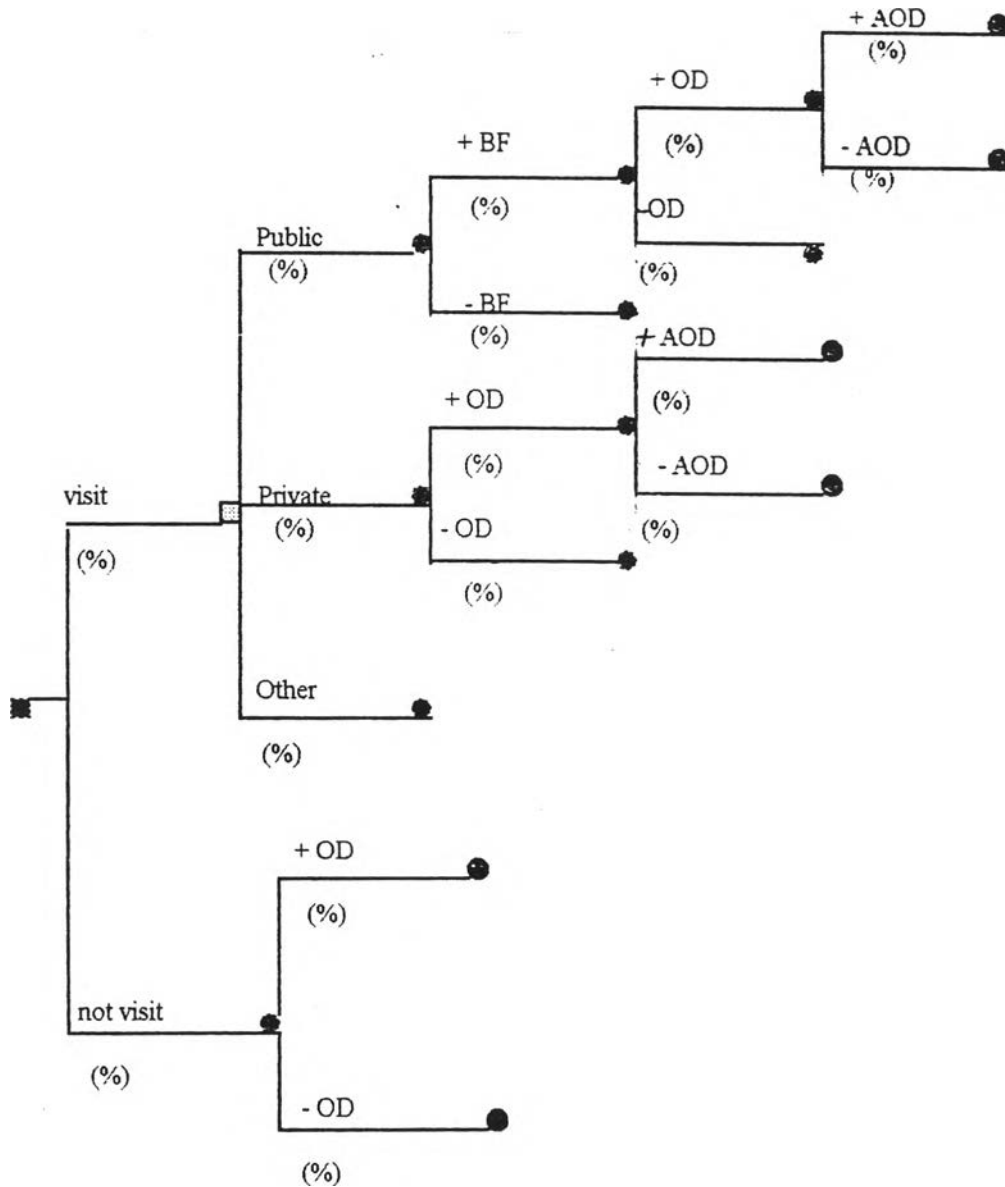 + AOD
(%)
+ OD
(%)
- AOD
(%)
+ BF
(%)
-OD
(%)
Public
(%)
- BF
(%)
+ AOD
(%)
+ OD
(%)
- AOD
(%)
visit
(%)
Private
(%)
- OD
(%)
Other
(%)
+ OD
(%)
not visit
(%)
- OD
(%)